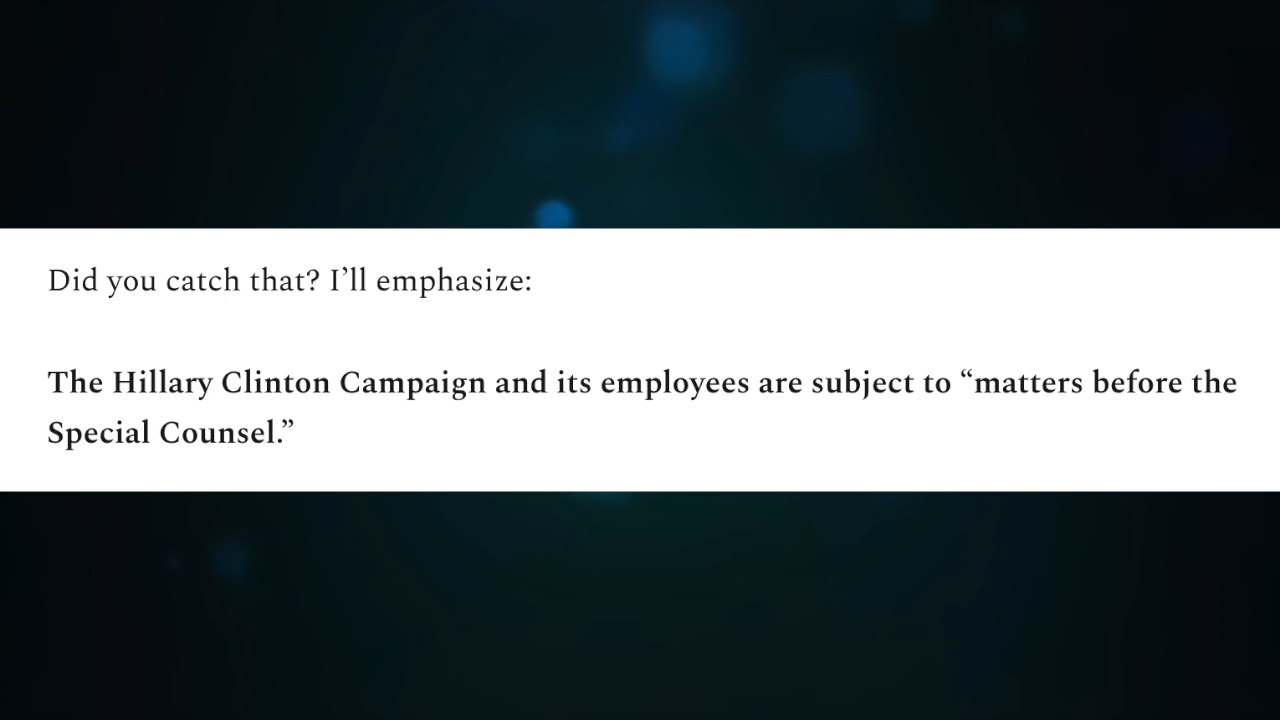 Did you catch that? I’ll emphasize:
The Hillary Clinton Campaign and its employees are subject to “matters before the
Special Counsel.”